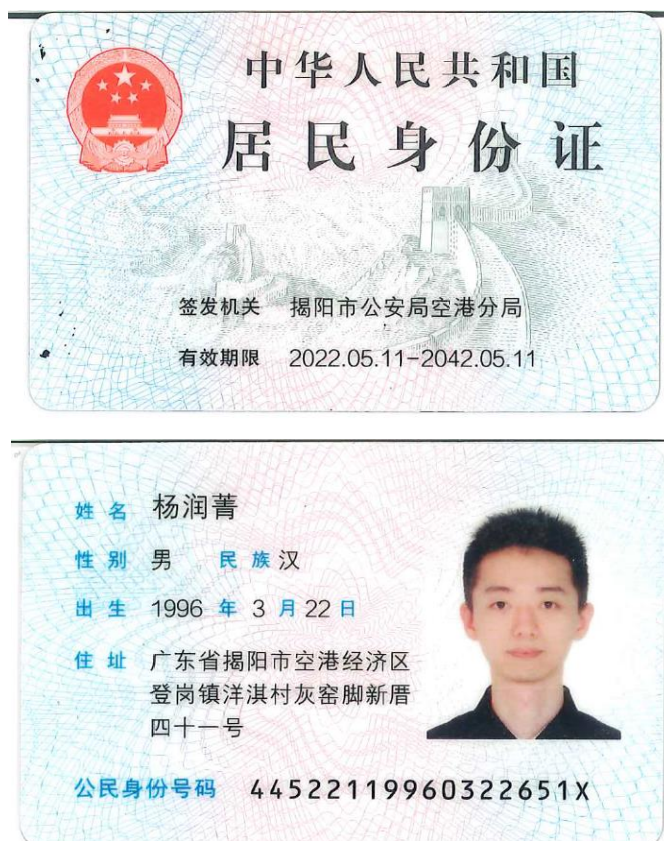 中华人民共和国
居民身份证
签发机关 揭阳市公安局空港分局
有效期限 2022.05.11-2042.05.11
姓名 杨润菁
性别 男 民族 汉
出生 1996 年 3 月 22 日
住址 广东省揭阳市空港经济区
登岗镇洋淇村灰窑脚新厝
四十一号
公民身份号码 44522119960322651X